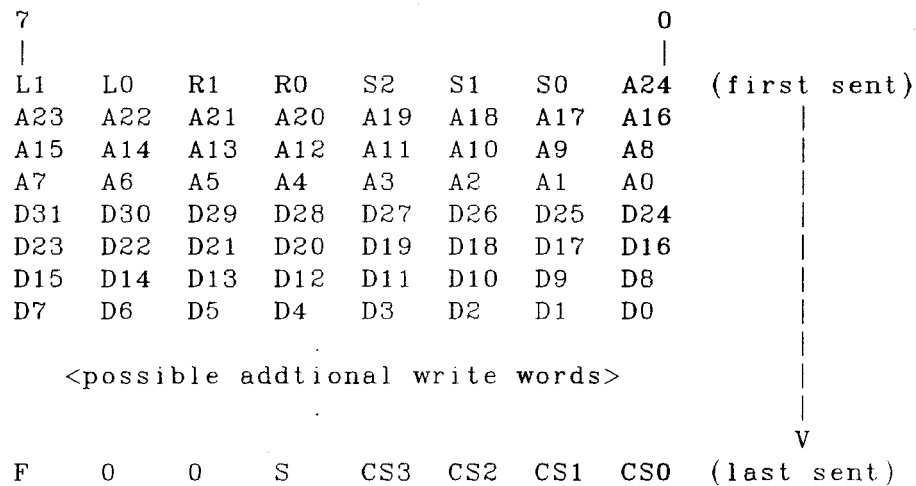 7 0
L1 L0 R1 R0 S2 S1 S0 A24 (first sent)
A23 A22 A21 A20 A19 A18 A17 A16
A15 A14 A13 A12 A11 A10 A9 A8
A7 A6 A5 A4 A3 A2 A1 A0
D31 D30 D29 D28 D27 D26 D25 D24
D23 D22 D21 D20 D19 D18 D17 D16
D15 D14 D13 D12 D11 D10 D9 D8
D7 D6 D5 D4 D3 D2 D1 D0
<possible addtional write words>
V
F 0 0 S CS3 CS2 CS1 CS0 (last sent)